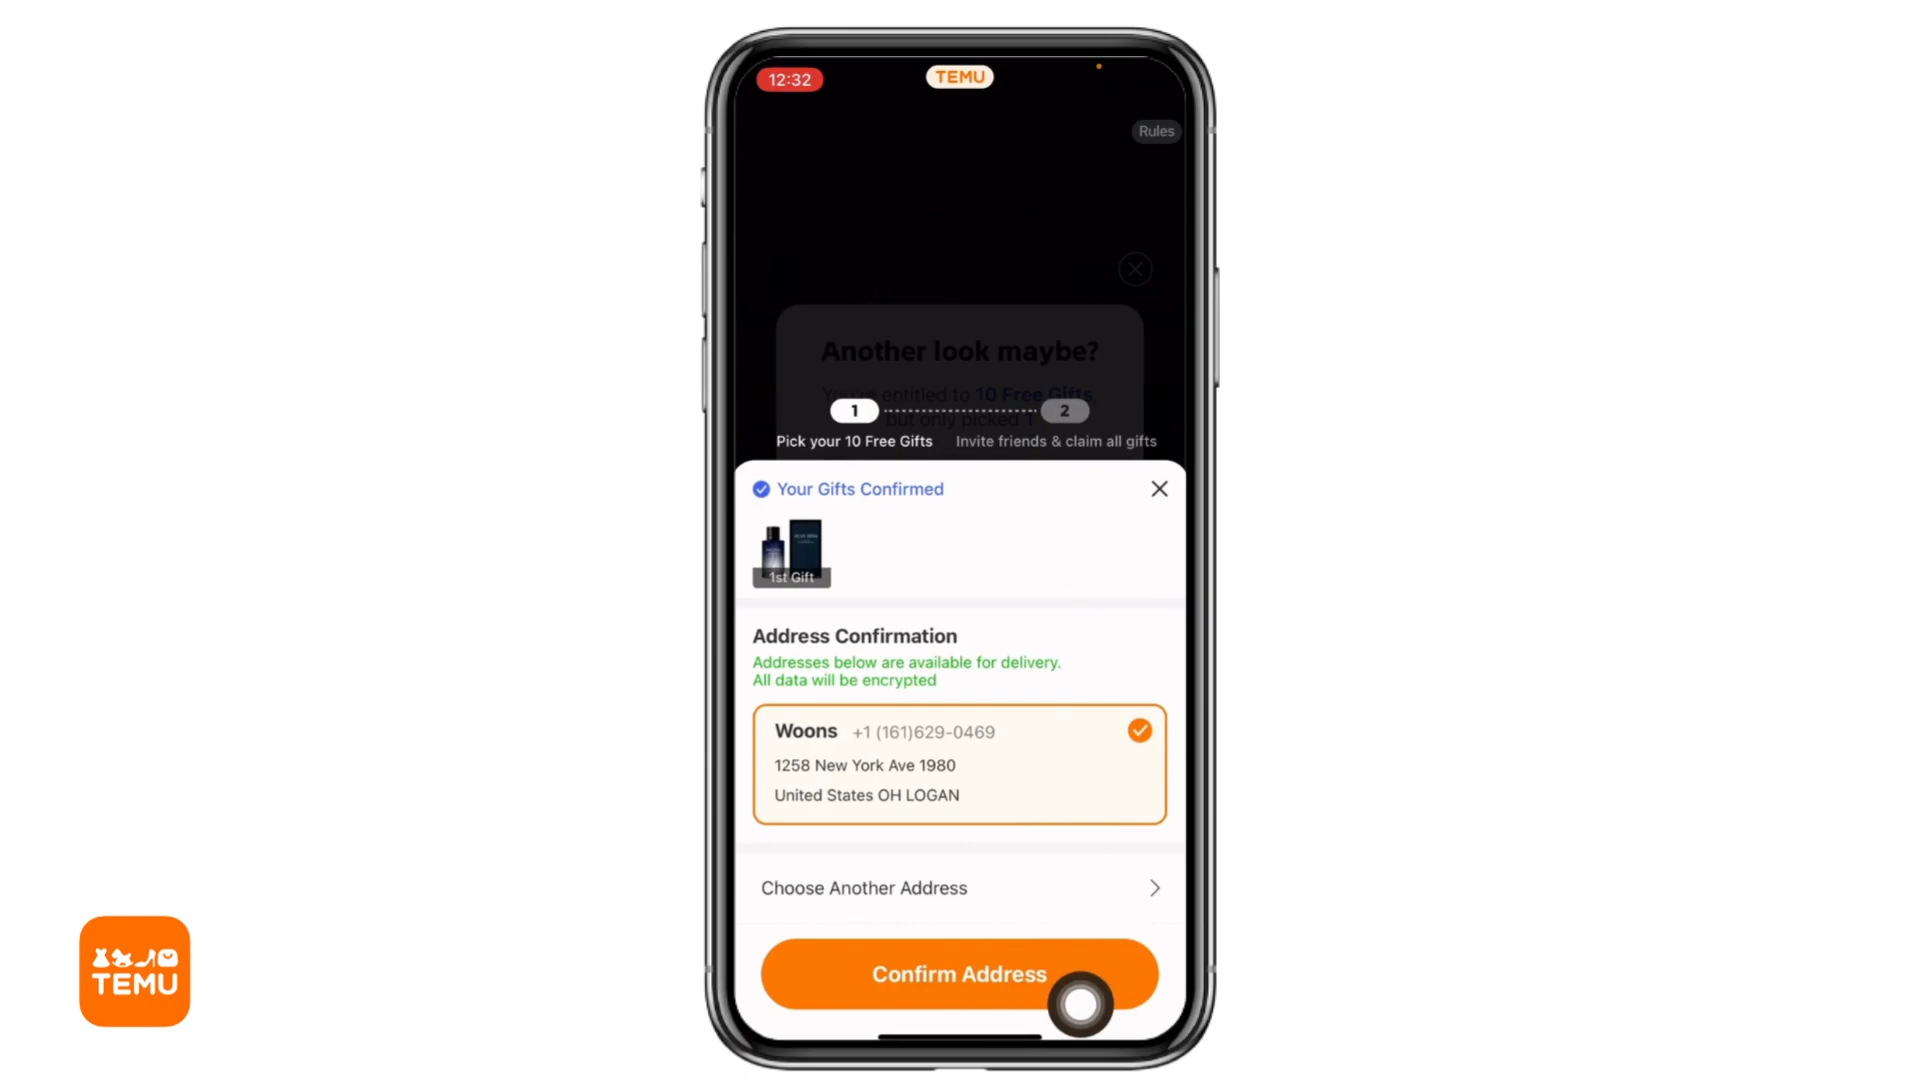 12:32
TEMU
Rules
Another look maybe?
You're entitled to 10 Free Gifts,
but only picked 1
1
2
Pick your 10 Free Gifts
Invite friends & claim all gifts
Your Gifts Confirmed
1st Gift
Address Confirmation
Addresses below are available for delivery.
All data will be encrypted
Woons +1 (161)629-0469
1258 New York Ave 1980
United States OH LOGAN
Choose Another Address
Confirm Address
TEMU